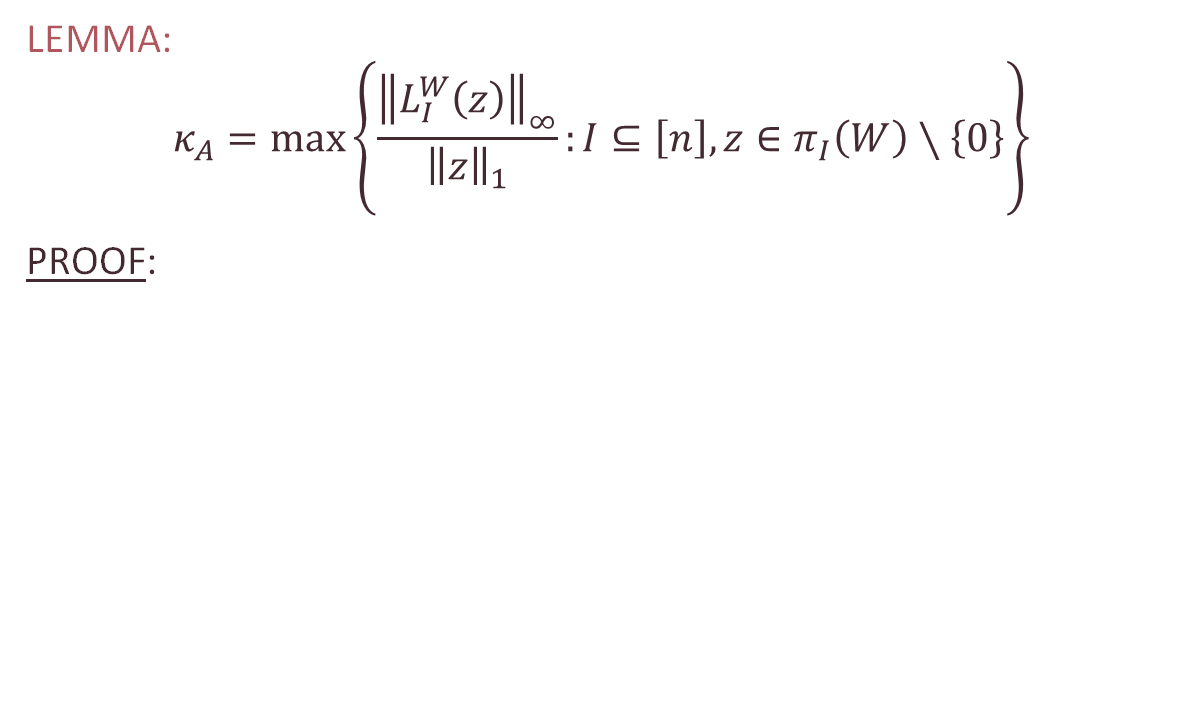 LEMMA:
κ_A = max { ‖L_I^W(z)‖_∞ / ‖z‖_1 : I ⊆ [n], z ∈ π_I(W) \ {0} }
PROOF: